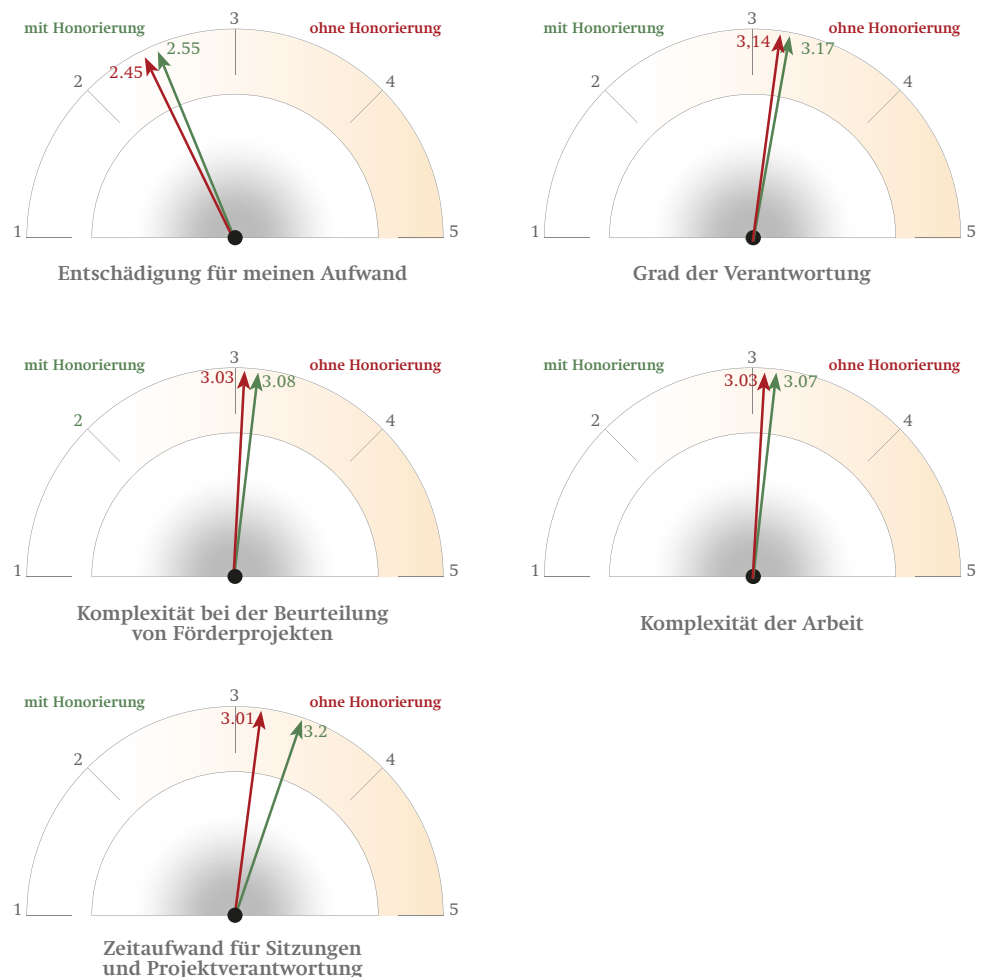 mit Honorierung
3
ohne Honorierung
2.55
2.45
2
4
1
5
Entschädigung für meinen Aufwand
mit Honorierung
3
ohne Honorierung
3,14
3.17
2
4
1
5
Grad der Verantwortung
mit Honorierung
3
ohne Honorierung
3.03
3.08
2
4
1
5
Komplexität bei der Beurteilung
von Förderprojekten
mit Honorierung
3
ohne Honorierung
3.03
3.07
2
4
1
5
Komplexität der Arbeit
mit Honorierung
3
ohne Honorierung
3.01
3.2
2
4
1
5
Zeitaufwand für Sitzungen
und Projektverantwortung